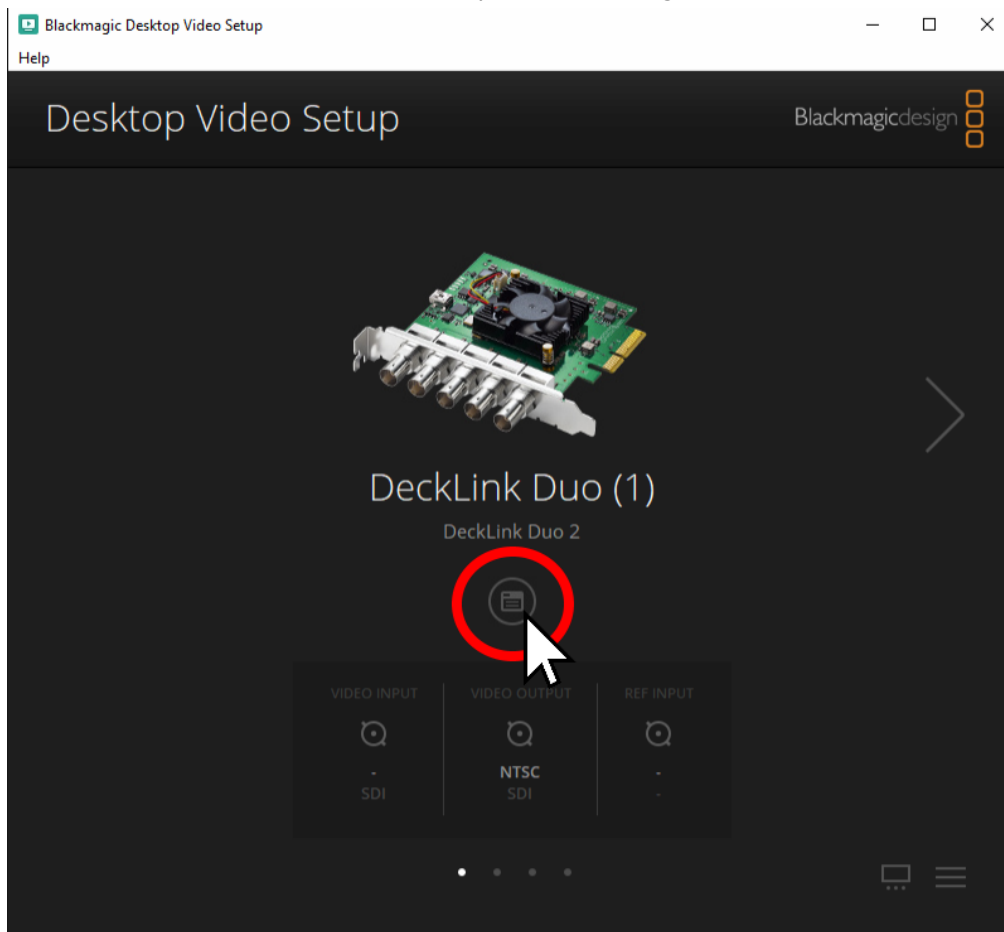 Blackmagic Desktop Video Setup
Help
Desktop Video Setup
Blackmagicdesign
DeckLink Duo (1)
DeckLink Duo 2
VIDEO INPUT VIDEO OUTPUT REF INPUT
- NTSC -
SDI SDI -